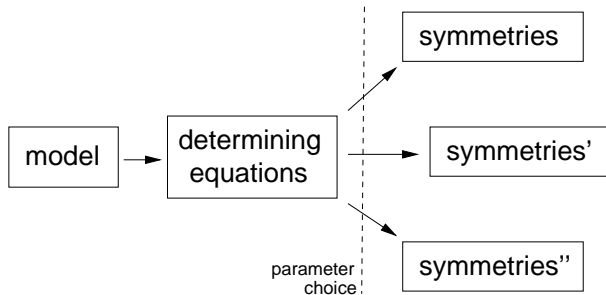 symmetries
model
determining
equations
symmetries'
symmetries''
parameter
choice